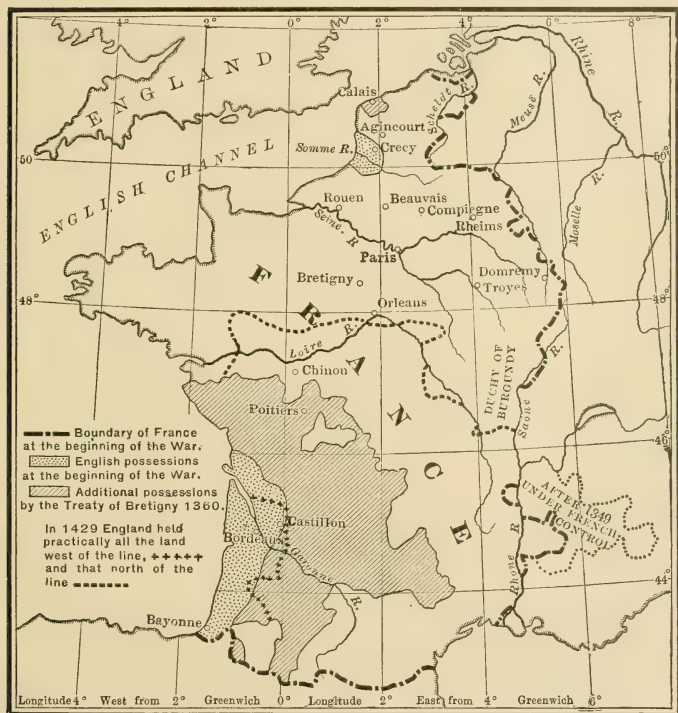 4° 2° 0° 2° 4° 6° 8°
ENGLAND
Calais
Agincourt
Crecy
Somme R.
Scheldt R.
Meuse R.
Rhine R.
Moselle R.
50° 50°
ENGLISH CHANNEL
Rouen
Beauvais
Compiegne
Rheims
Seine. R
Paris
Bretigny
Domremy
Troyes
48° 48°
Orleans
FRANCE
Loire R.
Chinon
DUCHY OF
BURGUNDY
Saone R.
Poitiers
46°
Boundary of France
at the beginning of the War.
English possessions
at the beginning of the War.
Additional possessions
by the Treaty of Bretigny 1360.
In 1429 England held
practically all the land
west of the line, +++++
and that north of the
line
Castillon
Bordeaux
Garonne R.
AFTER 1349
UNDER FRENCH
CONTROL
Rhone R
44°
Bayonne
Longitude 4° West from 2° Greenwich 0° Longitude 2° East from 4° Greenwich 6°